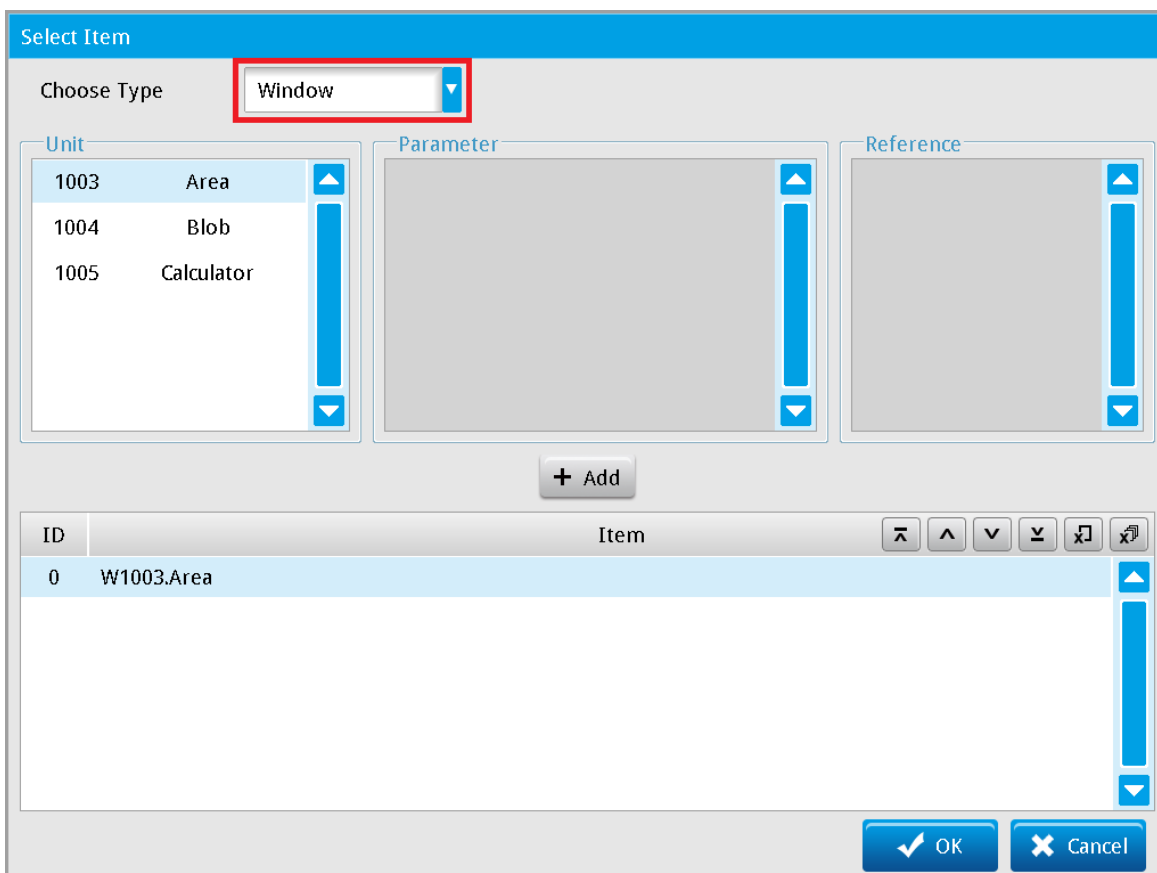 Select Item
Choose Type Window
Unit Parameter Reference
1003 Area
1004 Blob
1005 Calculator
+ Add
ID Item
0 W1003.Area
OK Cancel